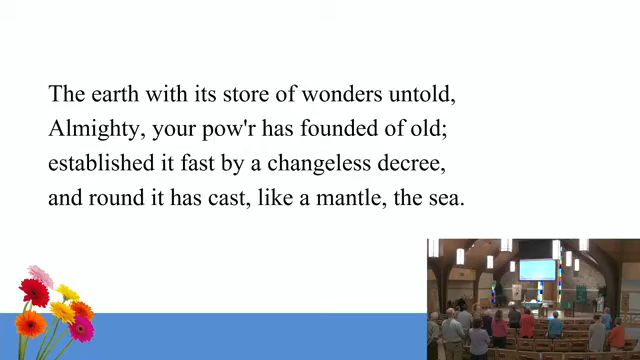 The earth with its store of wonders untold,
Almighty, your pow'r has founded of old;
established it fast by a changeless decree,
and round it has cast, like a mantle, the sea.